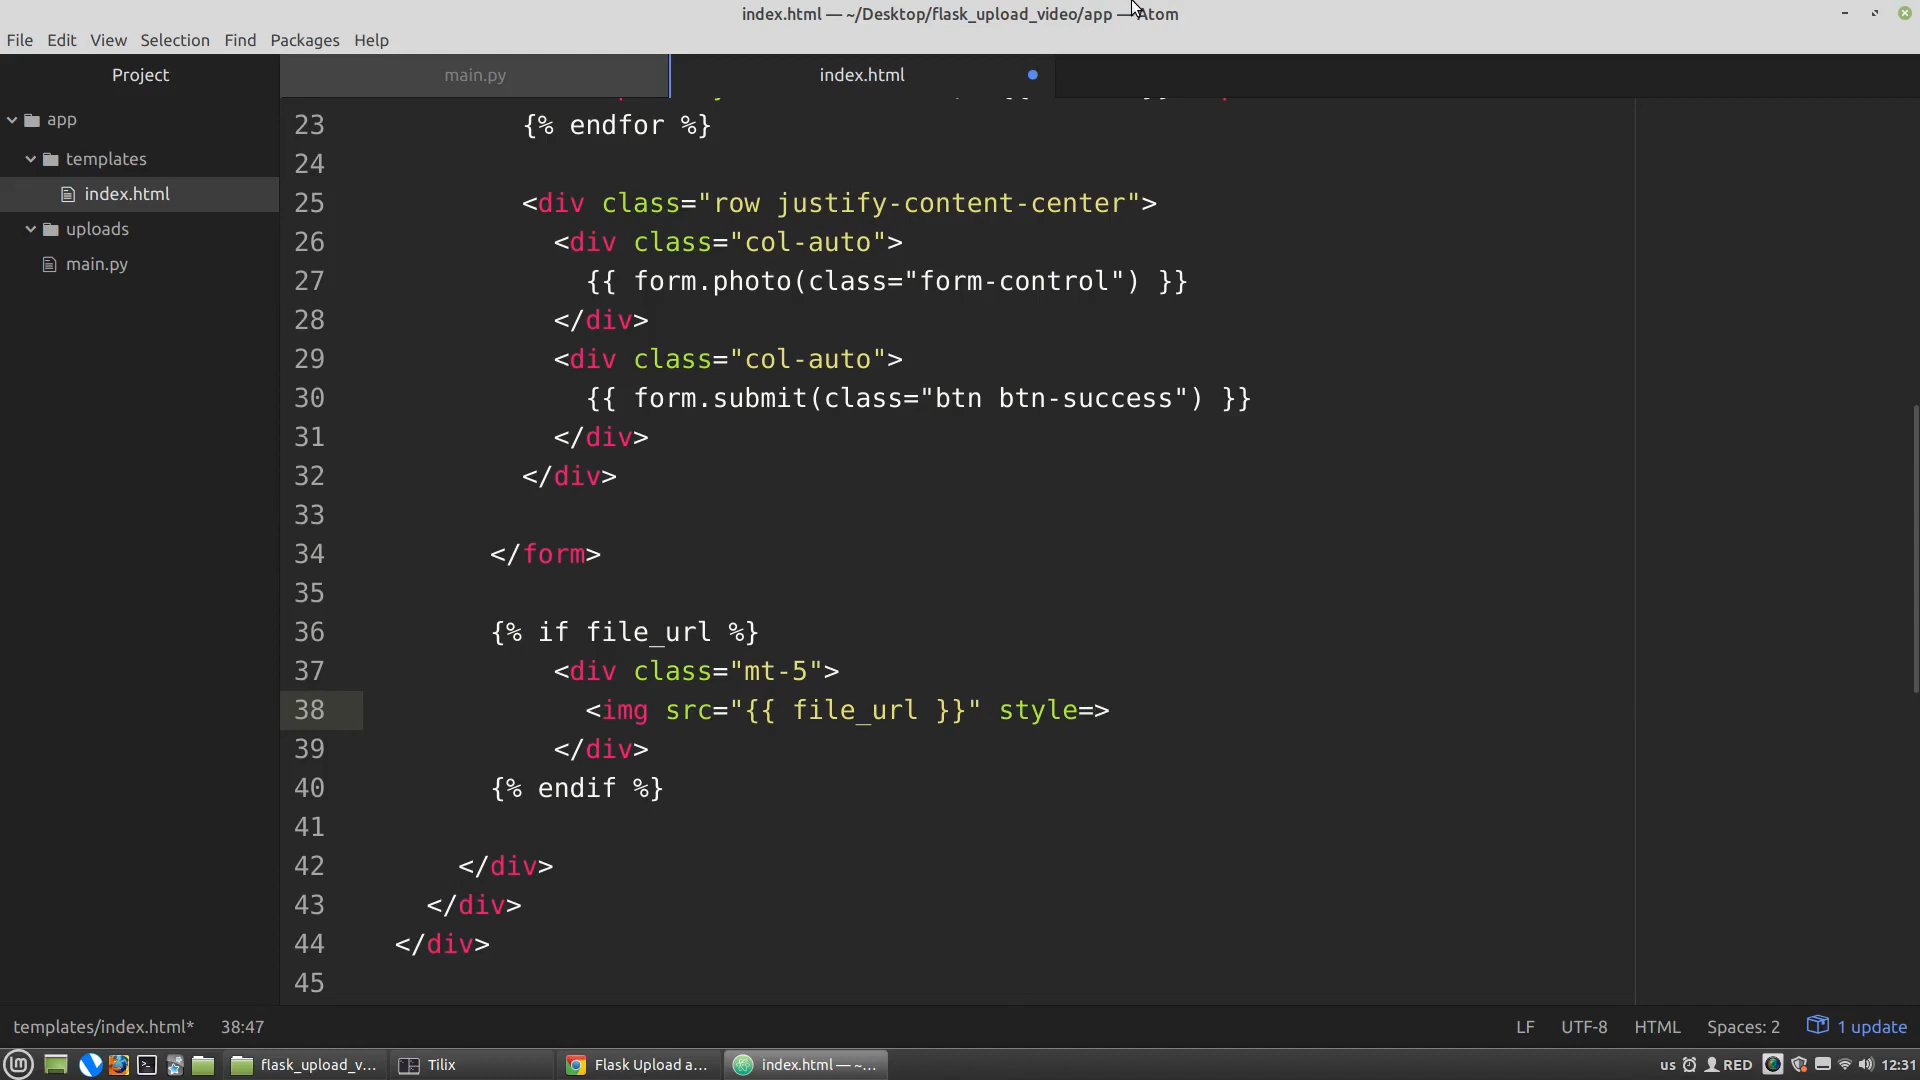 index.html — ~/Desktop/flask_upload_video/app — Atom
File Edit View Selection Find Packages Help
Project
main.py
index.html
app
templates
index.html
uploads
main.py
23 {% endfor %}
24
25 <div class="row justify-content-center">
26 <div class="col-auto">
27 {{ form.photo(class="form-control") }}
28 </div>
29 <div class="col-auto">
30 {{ form.submit(class="btn btn-success") }}
31 </div>
32 </div>
33
34 </form>
35
36 {% if file_url %}
37 <div class="mt-5">
38 <img src="{{ file_url }}" style=>
39 </div>
40 {% endif %}
41
42 </div>
43 </div>
44 </div>
45
templates/index.html* 38:47 LF UTF-8 HTML Spaces: 2 1 update
flask_upload_v... Tilix Flask Upload a... index.html — ~... us RED 12:31